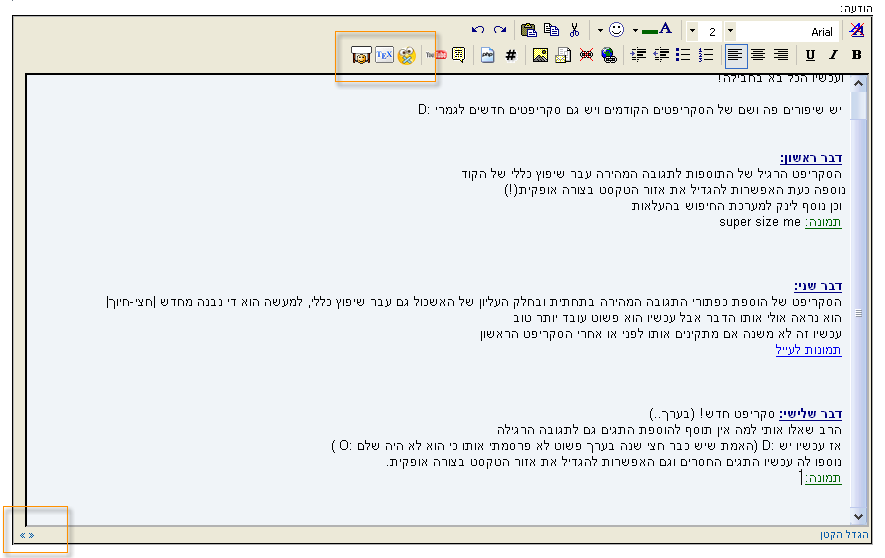 הודעה:
Arial
2
A
B I U
#
php
TEX
You
ועכשיו הכל בא בחבילה!
יש שיפורים פה ושם של הסקריפטים הקודמים ויש גם סקריפטים חדשים לגמרי :D
דבר ראשון:
הסקריפט הרגיל של התוספות לתגובה המהירה עבר שיפוץ כללי של הקוד
נוספה כעת האפשרות להגדיל את אזור הטקסט בצורה אופקית(!)
וכן נוסף לינק למערכת החיפוש בהעלאות
תמונה: super size me
דבר שני:
הסקריפט של הוספת כפתורי התגובה המהירה בתחתית ובחלק העליון של האשכול גם עבר שיפוץ כללי, למעשה הוא די נבנה מחדש |חצי-חיוך|
הוא נראה אולי אותו הדבר אבל עכשיו הוא פשוט עובד יותר טוב
עכשיו זה לא משנה אם מתקינים אותו לפני או אחרי הסקריפט הראשון
תמונות לעייל
דבר שלישי: סקריפט חדש! (בערך..)
הרב שאלו אותי למה אין תוסף להוספת התגים גם לתגובה הרגילה
אז עכשיו יש :D (האמת שיש כבר חצי שנה בערך פשוט לא פרסמתי אותו כי הוא לא היה שלם :O )
נוספו לה עכשיו התגים החסרים וגם האפשרות להגדיל את אזור הטקסט בצורה אופקית.
תמונה:
הגדל הקטן
« »